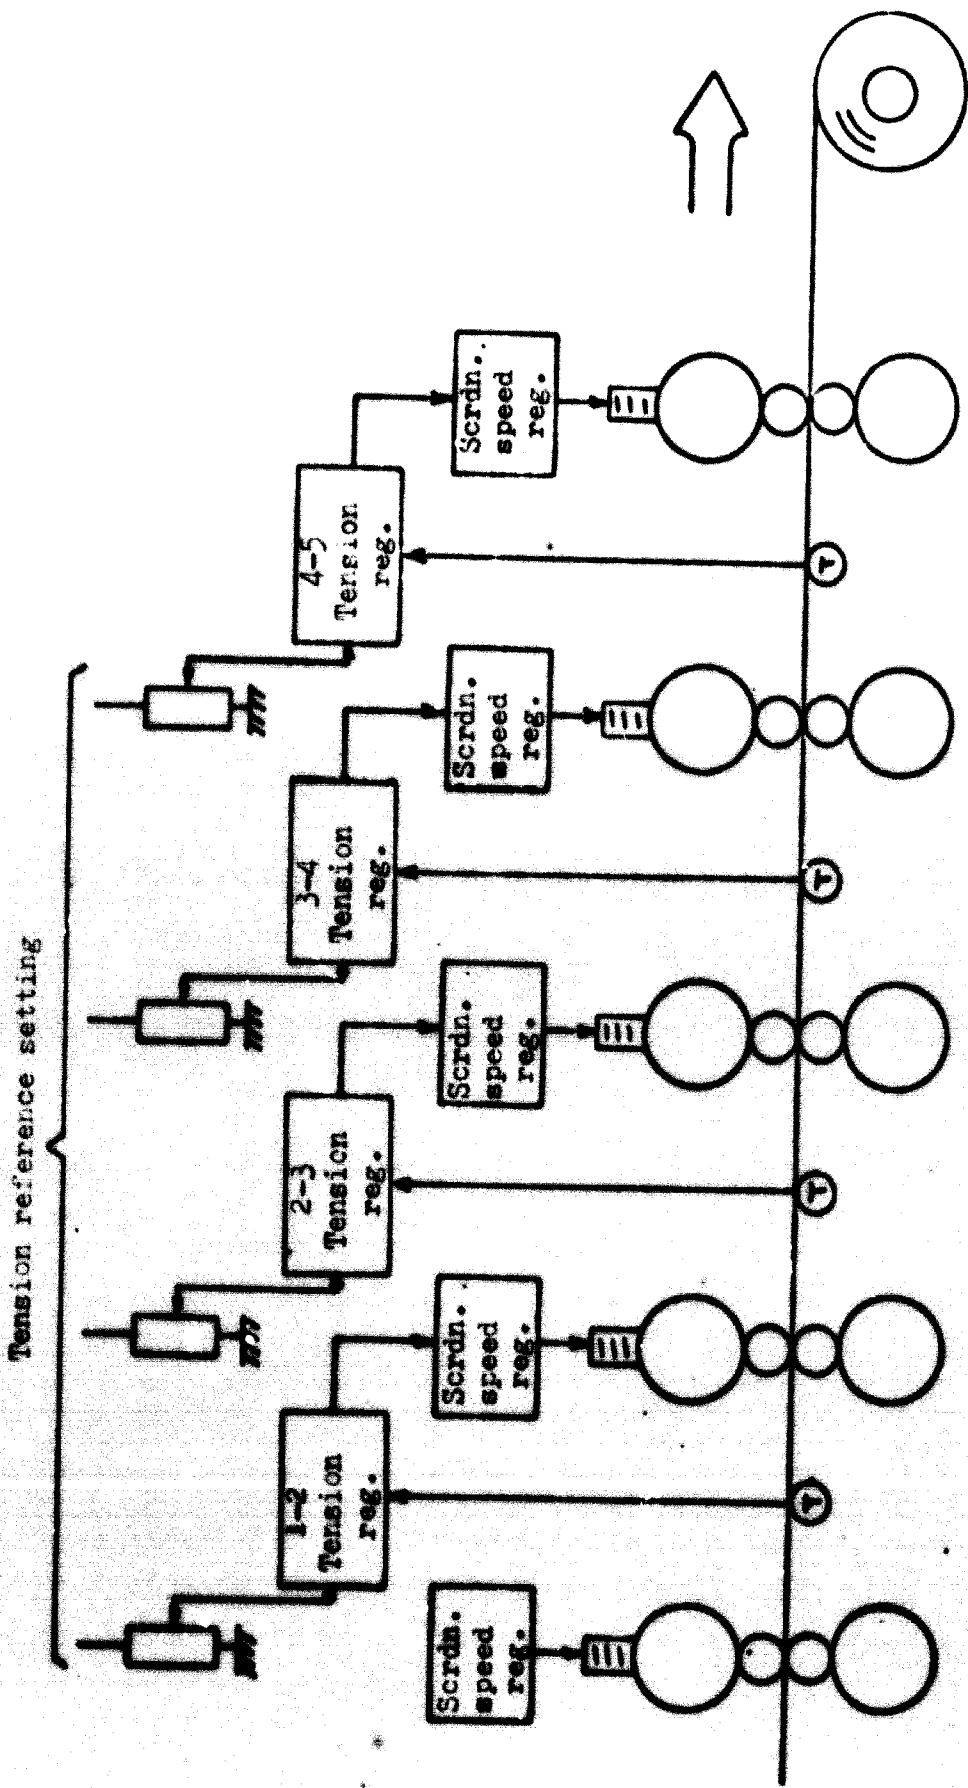 Tension reference setting
1-2
Tension
reg.
2-3
Tension
reg.
3-4
Tension
reg.
4-5
Tension
reg.
Scrdn.
speed
reg.
Scrdn.
speed
reg.
Scrdn.
speed
reg.
Scrdn.
speed
reg.
Scrdn.
speed
reg.
T
T
T
T